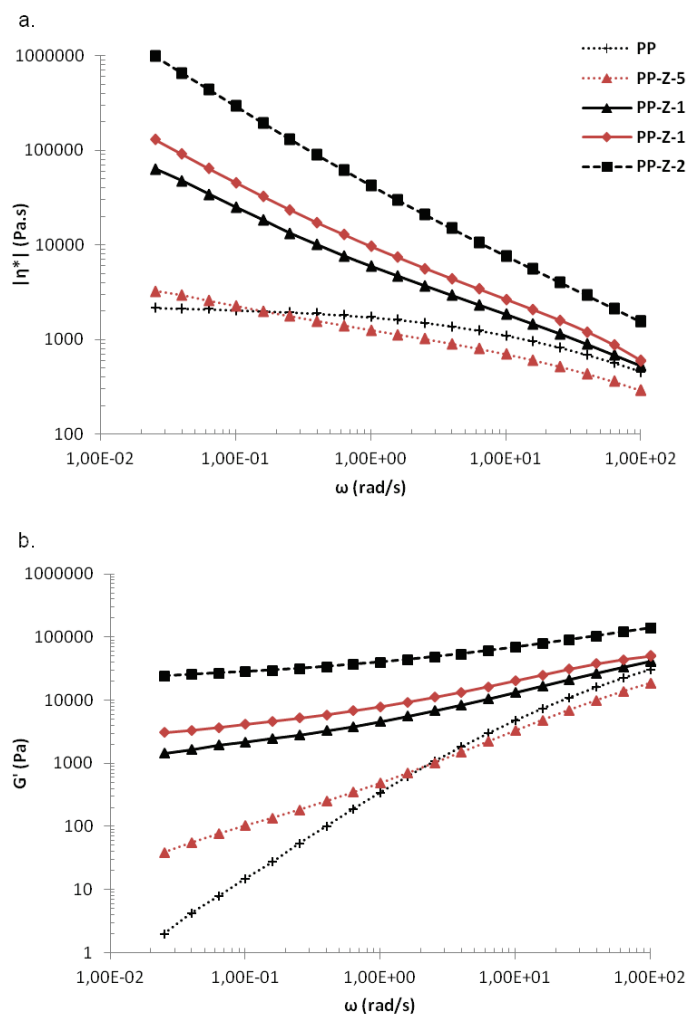 a.
1000000
100000
10000
1000
100
|η*| (Pa.s)
1,00E-02 1,00E-01 1,00E+00 1,00E+01 1,00E+02
ω (rad/s)
PP
PP-Z-5
PP-Z-1
PP-Z-1
PP-Z-2
b.
1000000
100000
10000
1000
100
10
1
G' (Pa)
1,00E-02 1,00E-01 1,00E+00 1,00E+01 1,00E+02
ω (rad/s)